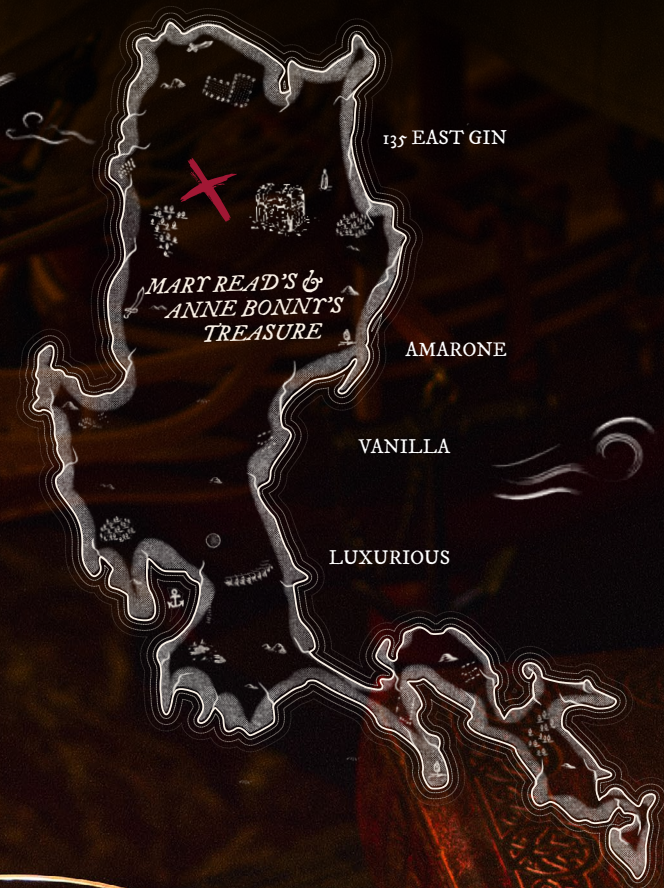 135 EAST GIN
MARY READ'S &
ANNE BONNY'S
TREASURE
AMARONE
VANILLA
LUXURIOUS